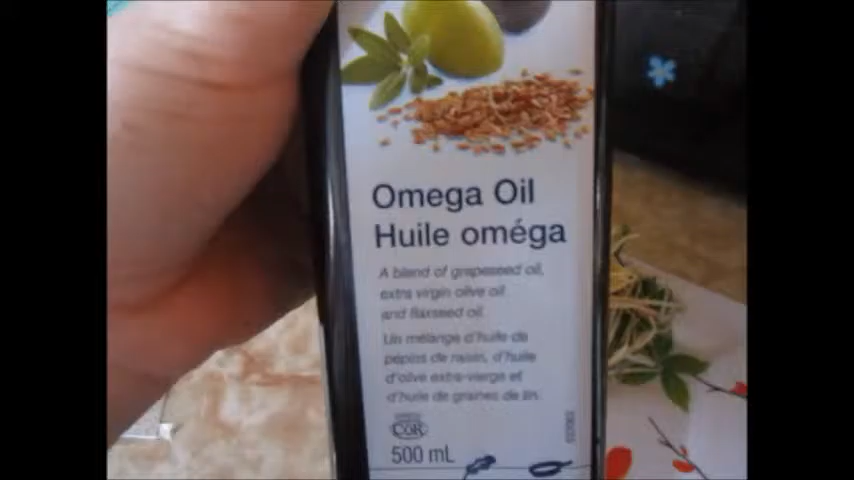 Omega Oil
Huile oméga
A blend of grapeseed oil,
extra virgin olive oil
and flaxseed oil.
Un mélange d'huile de
pépins de raisin, d'huile
d'olive extra-vierge et
d'huile de graines de lin.
COR
500 mL